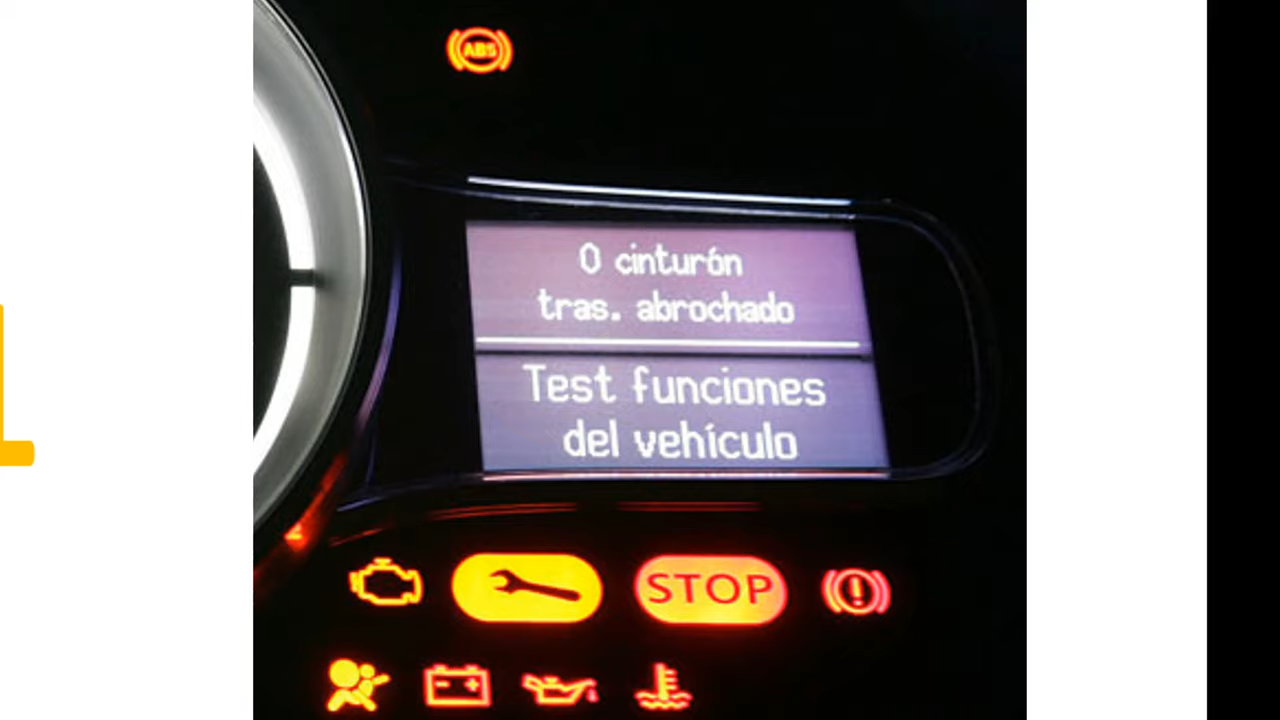 ABS
0 cinturón
tras. abrochado
Test funciones
del vehículo
STOP